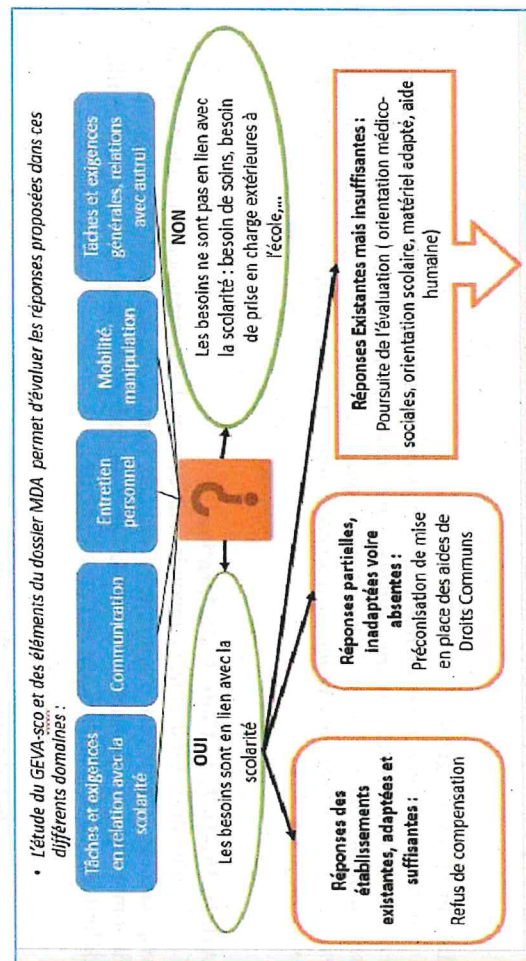 • L'étude du GEVA-sco et des éléments du dossier MDA permet d'évaluer les réponses proposées dans ces
différents domaines :
Tâches et exigences
en relation avec la
scolarité
Communication
Entretien
personnel
Mobilité,
manipulation
Tâches et exigences
générales, relations
avec autrui
?
OUI
Les besoins sont en lien avec la
scolarité
NON
Les besoins ne sont pas en lien avec
la scolarité : besoin de soins, besoin
de prise en charge extérieures à
l'école,...
Réponses des
établissements
existantes, adaptées et
suffisantes :
Refus de compensation
Réponses partielles,
inadaptées voire
absentes :
Préconisation de mise
en place des aides de
Droits Communs
Réponses Existantes mais insuffisantes :
Poursuite de l'évaluation ( orientation médico-
sociales, orientation scolaire, matériel adapté, aide
humaine)